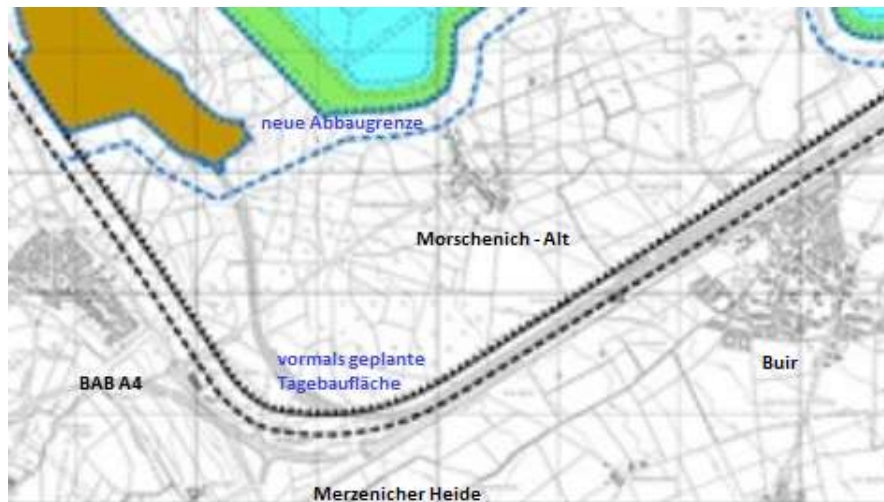 neue Abbaugrenze
Morschenich - Alt
vormals geplante
Tagebaufläche
Buir
BAB A4
Merzenicher Heide